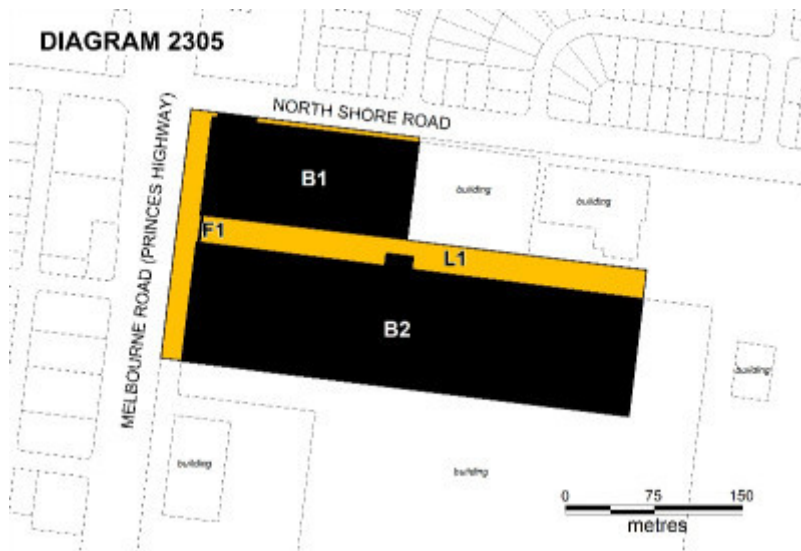 DIAGRAM 2305
NORTH SHORE ROAD
MELBOURNE ROAD (PRINCES HIGHWAY)
B1
building
building
F1
L1
B2
building
building
building
0 75 150
metres